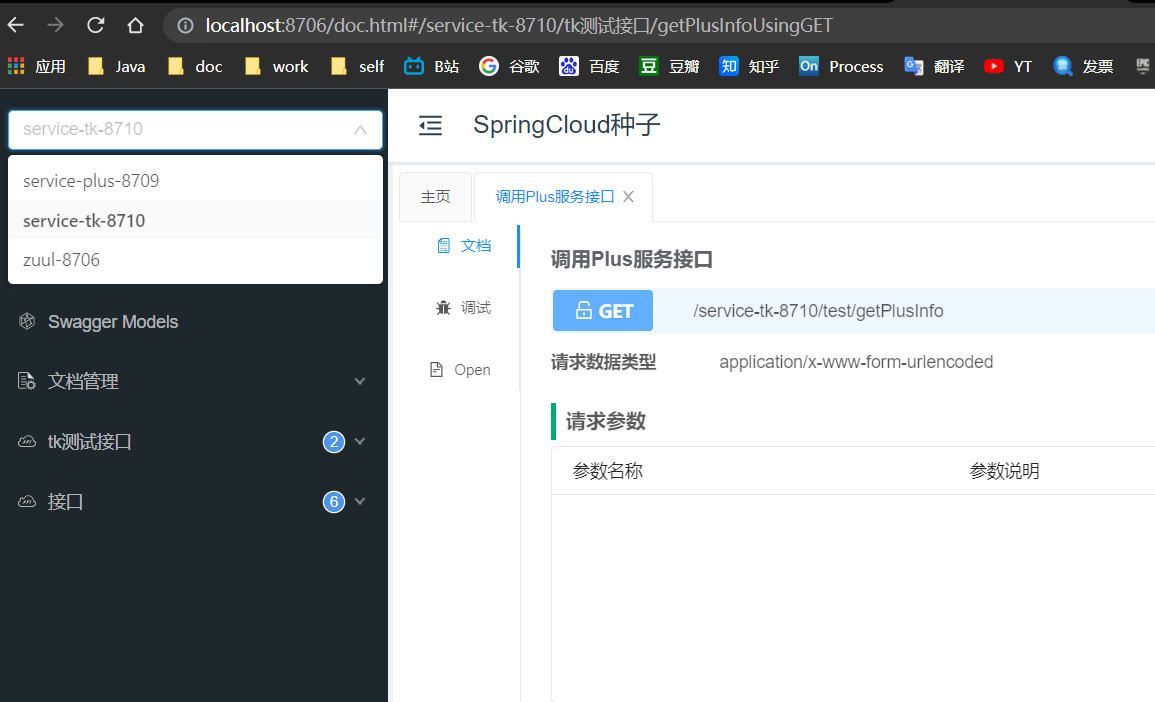 localhost:8706/doc.html#/service-tk-8710/tk测试接口/getPlusInfoUsingGET
应用 Java doc work self B站 谷歌 百度 豆瓣 知乎 Process 翻译 YT 发票
service-tk-8710
service-plus-8709
service-tk-8710
zuul-8706
Swagger Models
文档管理
tk测试接口 2
接口 6
SpringCloud种子
主页 调用Plus服务接口
文档
调试
Open
调用Plus服务接口
GET /service-tk-8710/test/getPlusInfo
请求数据类型 application/x-www-form-urlencoded
请求参数
参数名称 参数说明